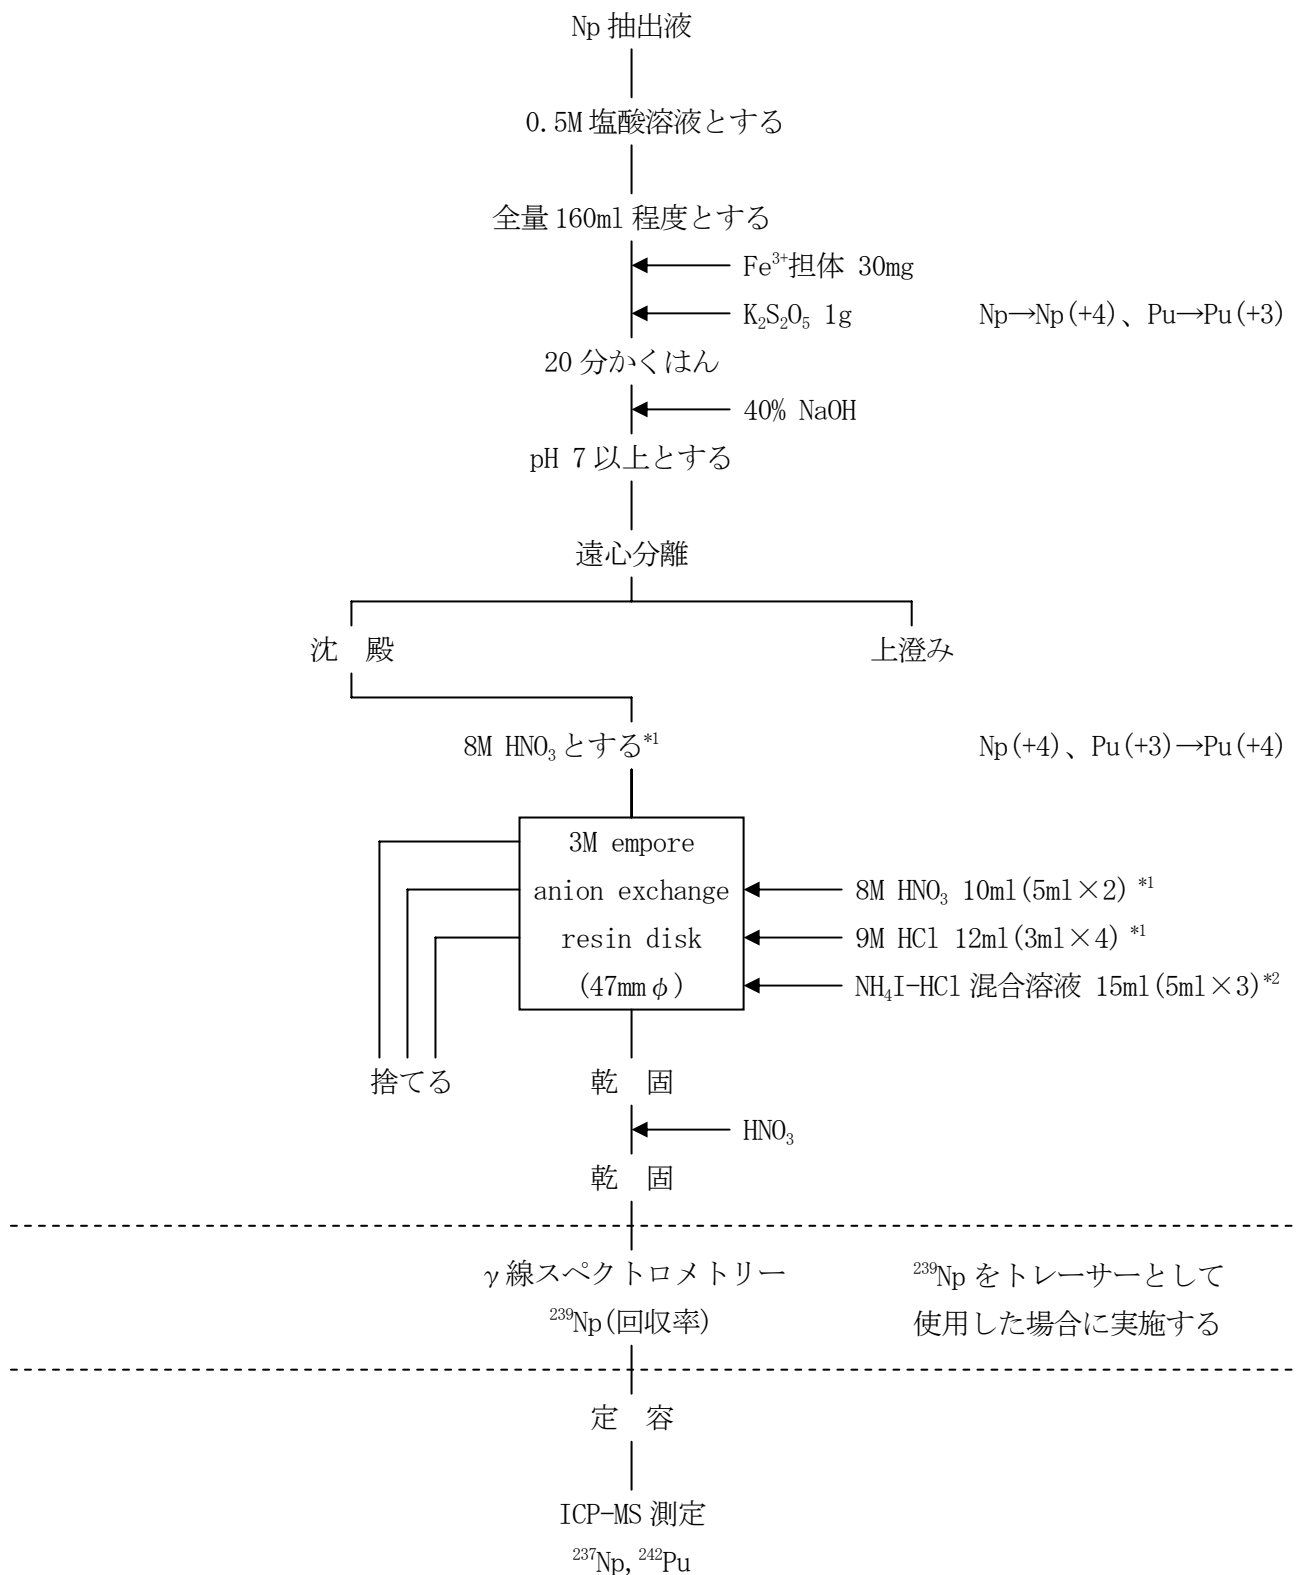 Np 抽出液
0.5M 塩酸溶液とする
全量 160ml 程度とする
Fe³⁺担体 30mg
K₂S₂O₅ 1g Np→Np(+4)、Pu→Pu(+3)
20 分かくはん
40% NaOH
pH 7 以上とする
遠心分離
沈 殿 上澄み
8M HNO₃とする*¹ Np(+4)、Pu(+3)→Pu(+4)
3M empore
anion exchange 8M HNO₃ 10ml(5ml×2) *¹
resin disk 9M HCl 12ml(3ml×4) *¹
(47mmφ) NH₄I-HCl 混合溶液 15ml(5ml×3)*²
捨てる 乾 固
HNO₃
乾 固
γ線スペクトロメトリー ²³⁹Np をトレーサーとして
²³⁹Np(回収率) 使用した場合に実施する
定 容
ICP-MS 測定
²³⁷Np, ²⁴²Pu